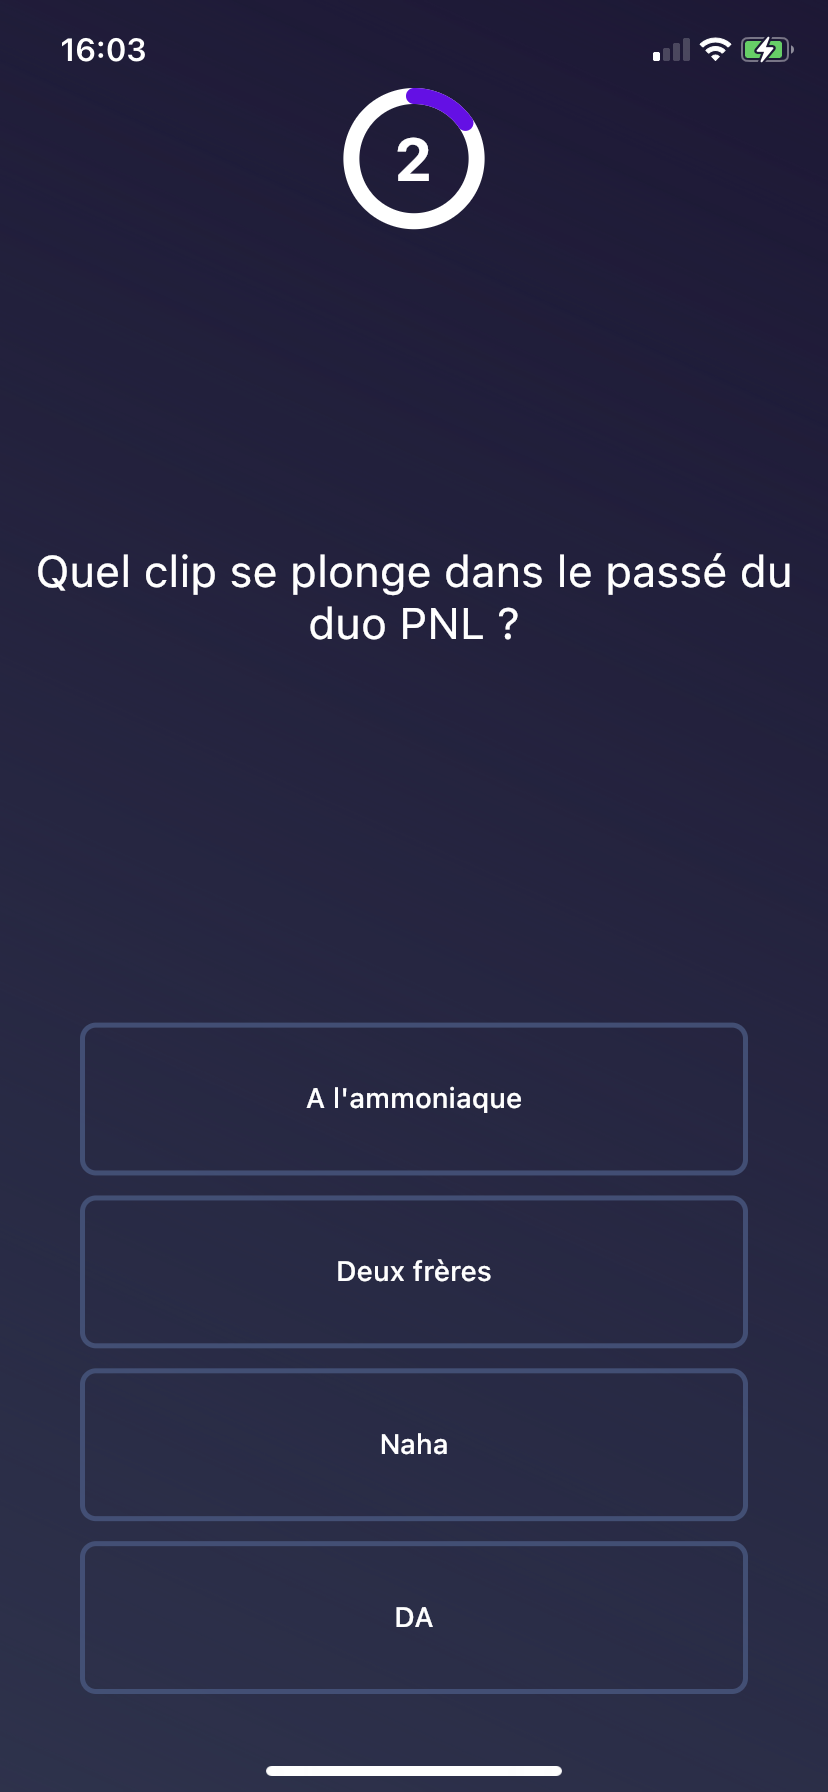 16:03
2
Quel clip se plonge dans le passé du
duo PNL ?
A l'ammoniaque
Deux frères
Naha
DA